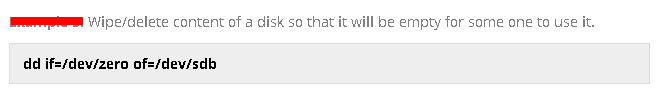 Wipe/delete content of a disk so that it will be empty for some one to use it.
dd if=/dev/zero of=/dev/sdb